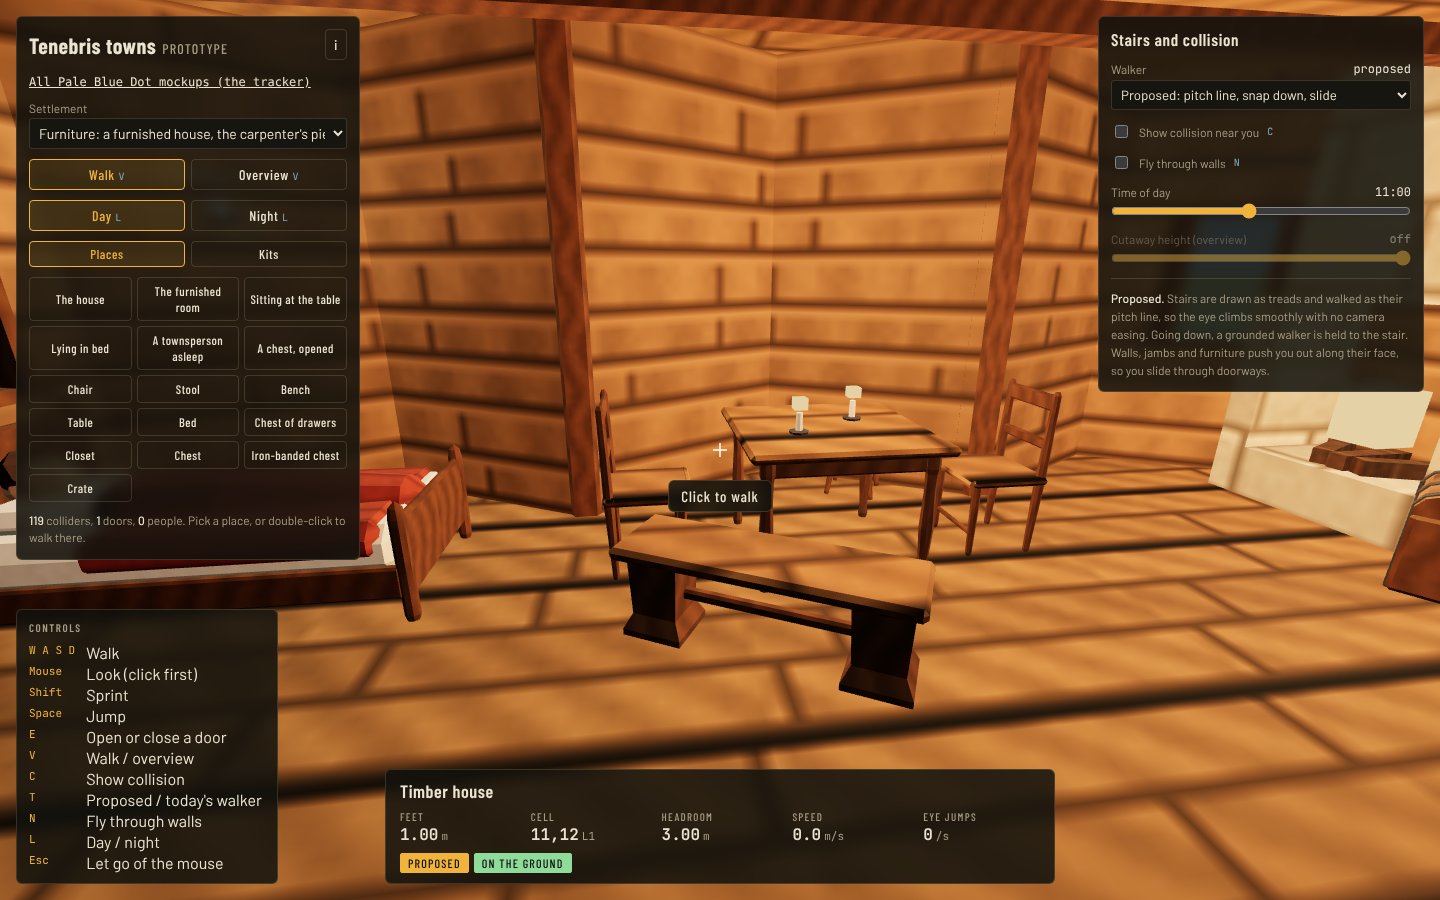 Tenebris towns PROTOTYPE
i
All Pale Blue Dot mockups (the tracker)
Settlement
Furniture: a furnished house, the carpenter's pie
Walk V
Overview V
Day L
Night L
Places
Kits
The house
The furnished room
Sitting at the table
Lying in bed
A townsperson asleep
A chest, opened
Chair
Stool
Bench
Table
Bed
Chest of drawers
Closet
Chest
Iron-banded chest
Crate
119 colliders, 1 doors, 0 people. Pick a place, or double-click to
walk there.
CONTROLS
W A S D Walk
Mouse Look (click first)
Shift Sprint
Space Jump
E Open or close a door
V Walk / overview
C Show collision
T Proposed / today's walker
N Fly through walls
L Day / night
Esc Let go of the mouse
Click to walk
Timber house
FEET
1.00 m
CELL
11,12 L1
HEADROOM
3.00 m
SPEED
0.0 m/s
EYE JUMPS
0 /s
PROPOSED
ON THE GROUND
Stairs and collision
Walker proposed
Proposed: pitch line, snap down, slide
Show collision near you C
Fly through walls N
Time of day 11:00
Cutaway height (overview) off
Proposed. Stairs are drawn as treads and walked as their
pitch line, so the eye climbs smoothly with no camera
easing. Going down, a grounded walker is held to the stair.
Walls, jambs and furniture push you out along their face,
so you slide through doorways.